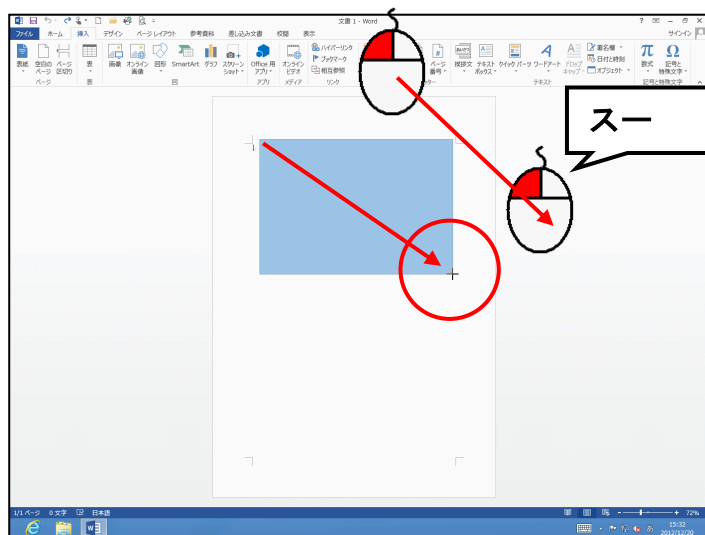 文書 1 - Word
サインイン
ファイル ホーム 挿入 デザイン ページ レイアウト 参考資料 差し込み文書 校閲 表示
表紙 空白の ページ ページ 区切り
表
画像 オンライン 画像 図形 SmartArt グラフ スクリーン ショット
Office 用 アプリ
オンライン ビデオ
ハイパーリンク
ブックマーク
相互参照
ページ 番号
挨拶文 テキスト ボックス クイック パーツ ワードアート ドロップ キャップ
署名欄
日付と時刻
オブジェクト
数式 記号と 特殊文字
ページ 表 図 アプリ メディア リンク テキスト 記号と特殊文字
スー
1/1 ページ 0 文字 日本語
72%
15:32
2012/12/20